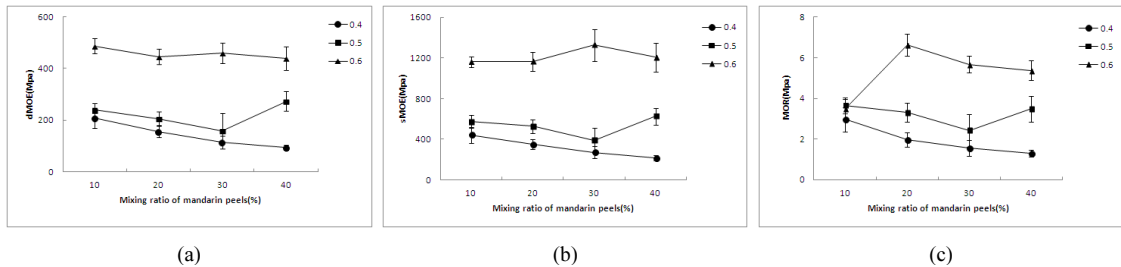 600
400
200
0
dMOE(Mpa)
10 20 30 40
Mixing ratio of mandarin peels(%)
0.4
0.5
0.6
(a)
1600
1200
800
400
0
sMOE(Mpa)
10 20 30 40
Mixing ratio of mandarin peels(%)
0.4
0.5
0.6
(b)
8
6
4
2
0
MOR(Mpa)
10 20 30 40
Mixing ratio of mandarin peels(%)
0.4
0.5
0.6
(c)